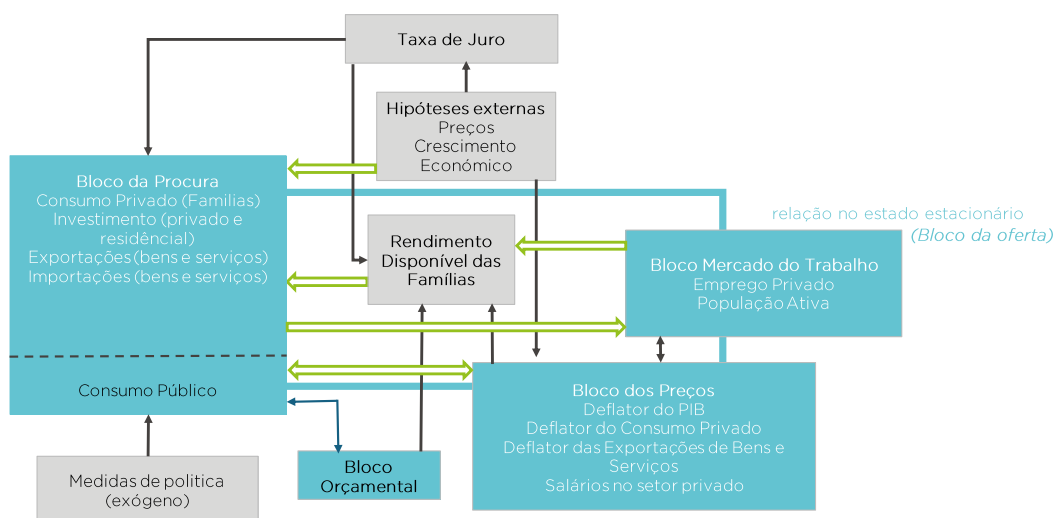 Taxa de Juro
Hipóteses externas
Preços
Crescimento
Económico
Bloco da Procura
Consumo Privado (Familias)
Investimento (privado e
residêncial)
Exportações (bens e serviços)
Importações (bens e serviços)
Consumo Público
Rendimento
Disponível das
Famílias
relação no estado estacionário
(Bloco da oferta)
Bloco Mercado do Trabalho
Emprego Privado
População Ativa
Bloco dos Preços
Deflator do PIB
Deflator do Consumo Privado
Deflator das Exportações de Bens e
Serviços
Salários no setor privado
Medidas de politica
(exógeno)
Bloco
Orçamental